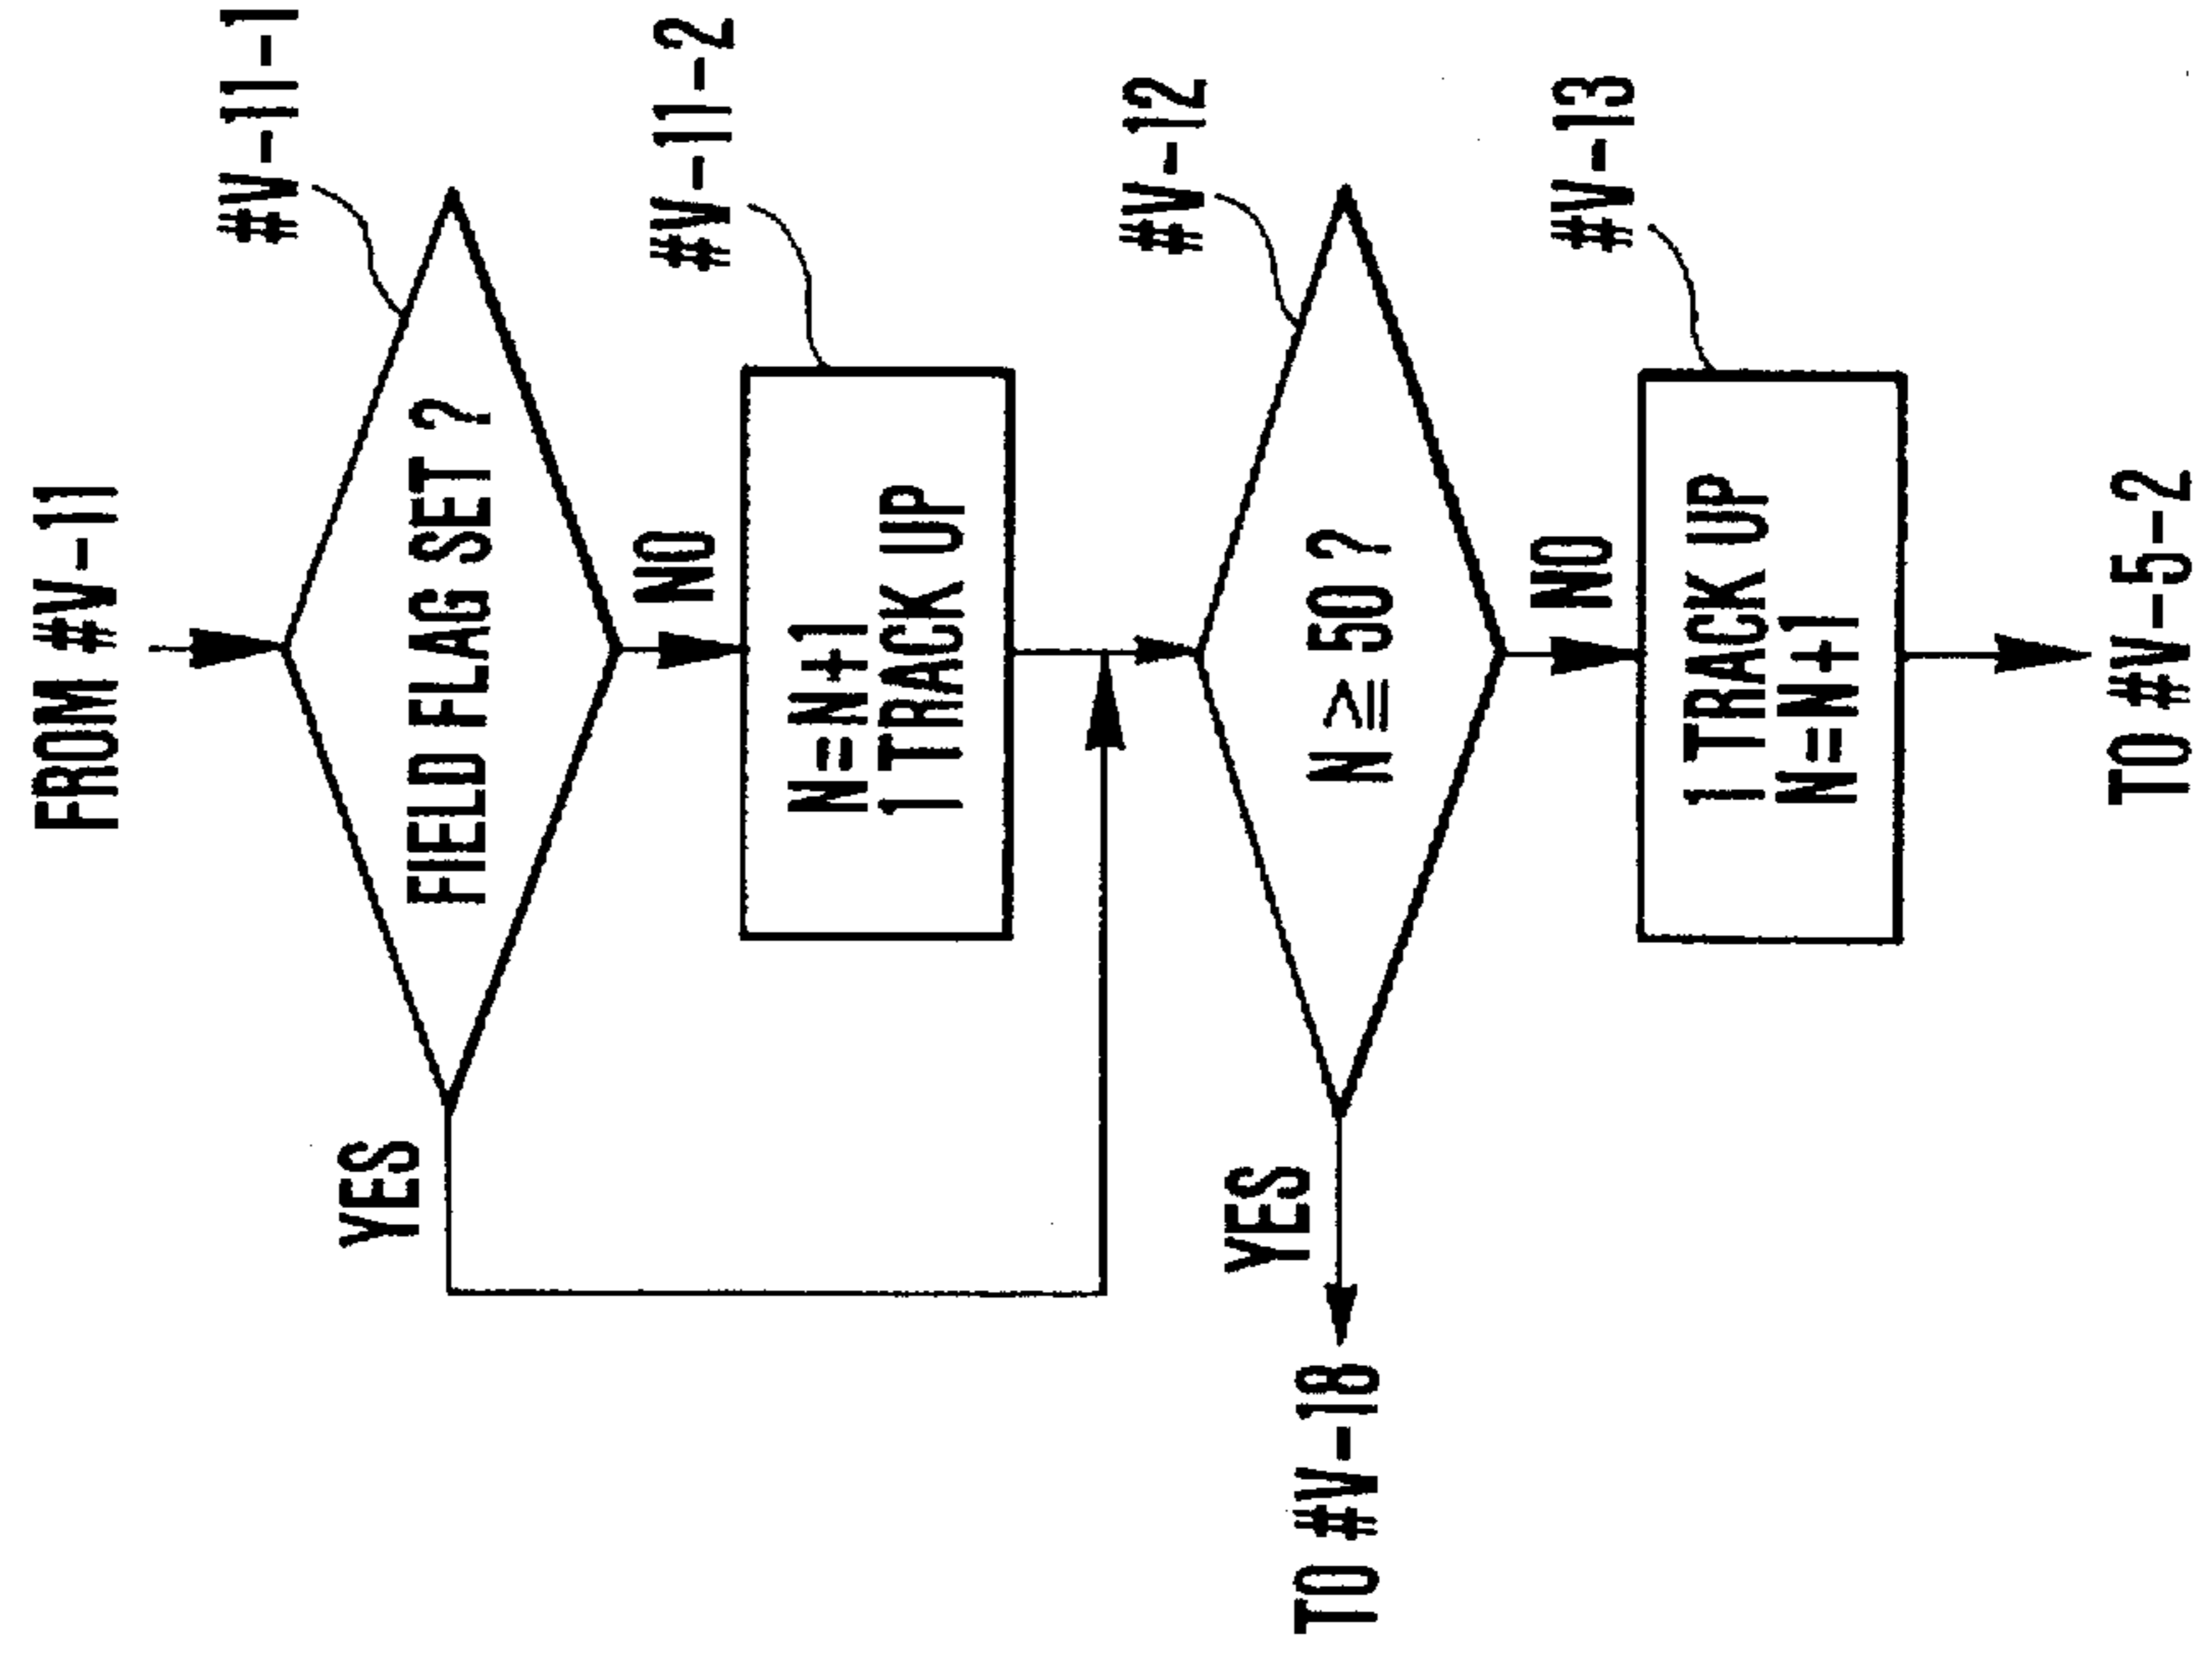 FROM #V-11
#V-11-1
FIELD FLAG SET ?
YES
NO
#V-11-2
N=N+1
1 TRACK UP
#V-12
N ≧ 50 ?
YES
TO #V-18
NO
#V-13
1 TRACK UP
N=N+1
TO #V-5-2